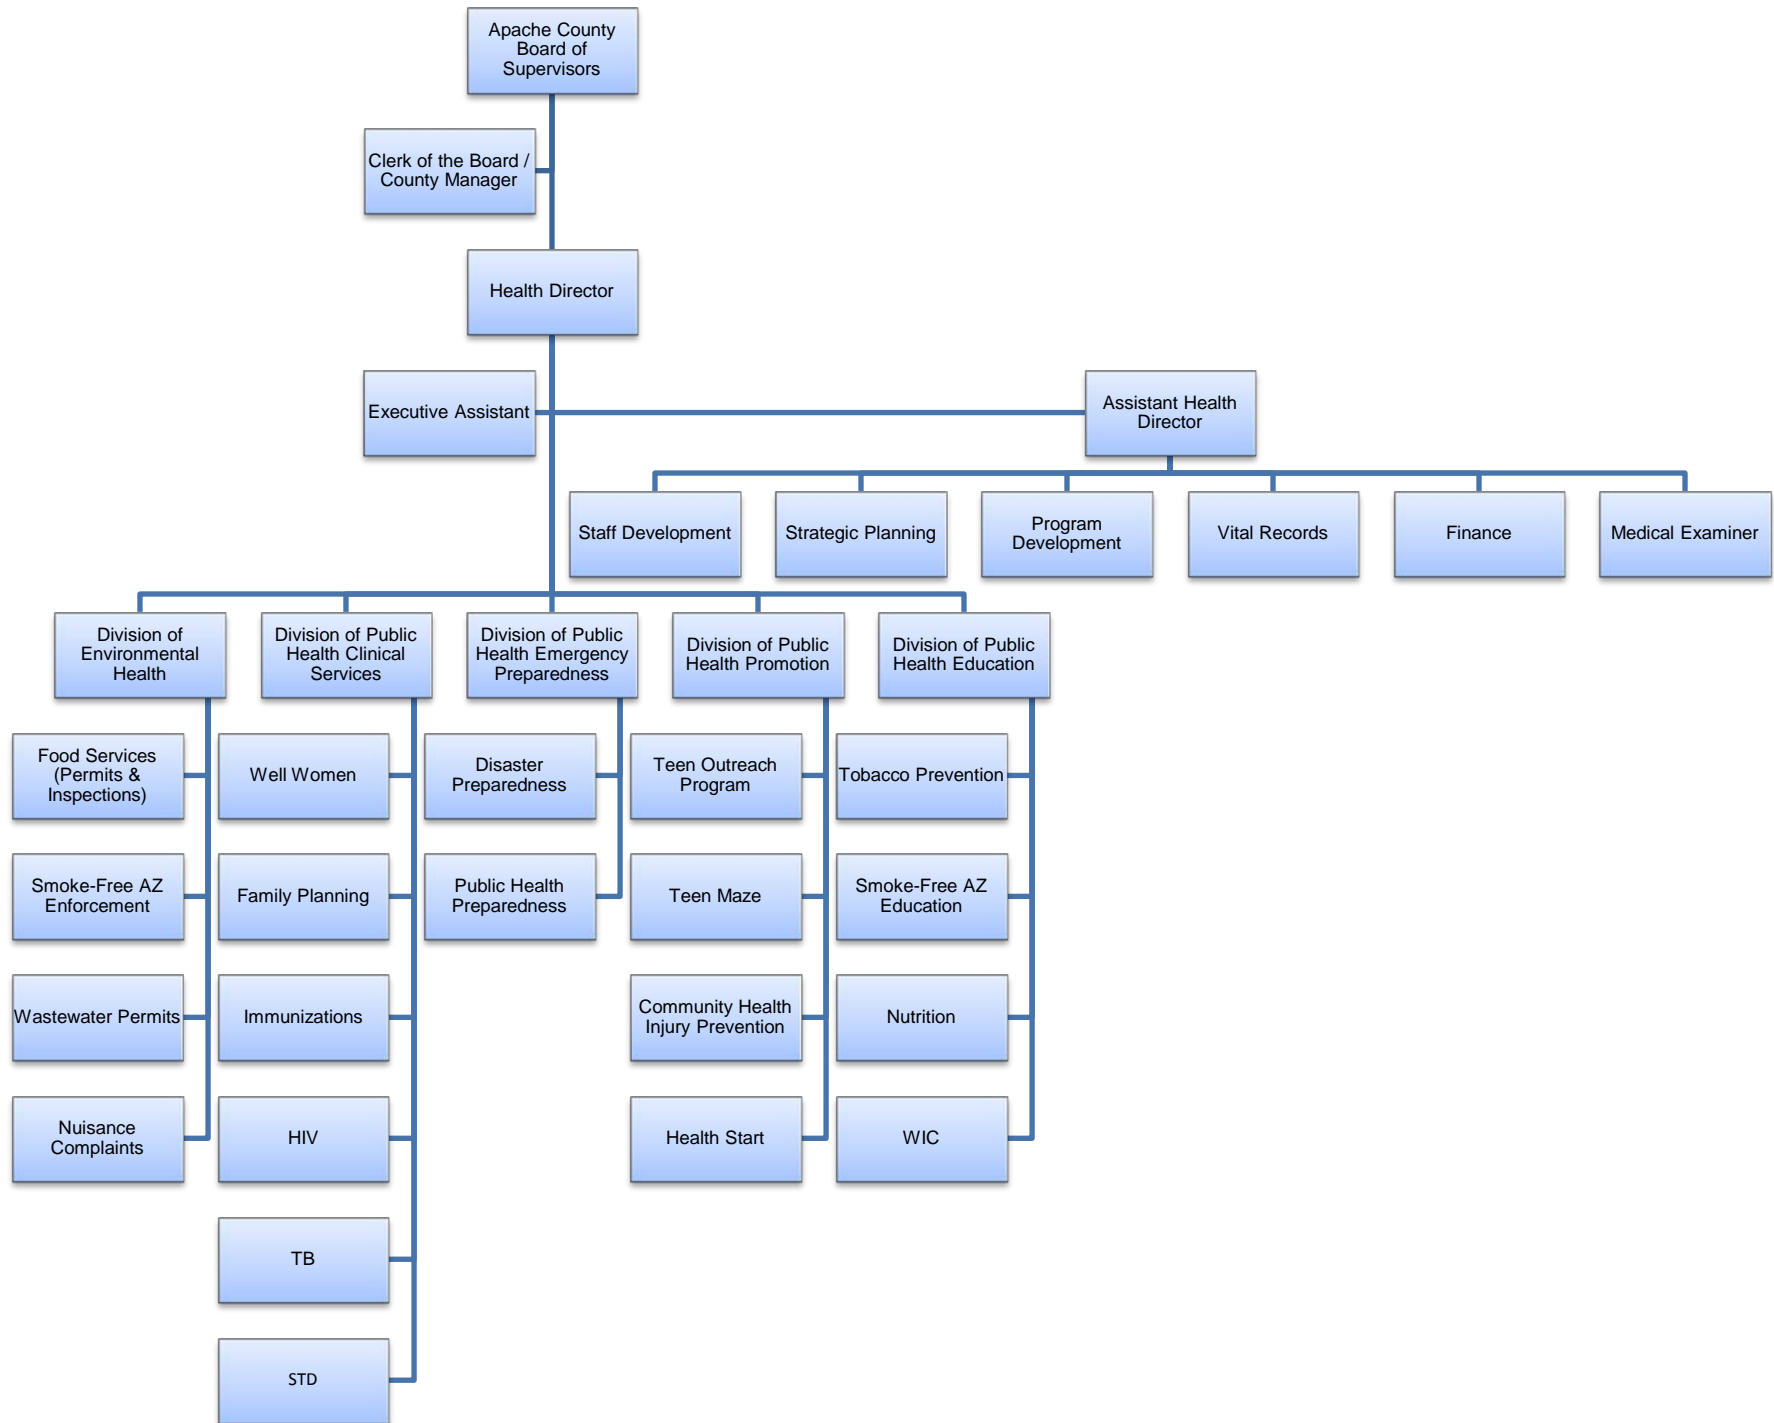 Apache County
Board of
Supervisors
Clerk of the Board /
County Manager
Health Director
Executive Assistant
Assistant Health
Director
Staff Development
Strategic Planning
Program
Development
Vital Records
Finance
Medical Examiner
Division of
Environmental
Health
Division of Public
Health Clinical
Services
Division of Public
Health Emergency
Preparedness
Division of Public
Health Promotion
Division of Public
Health Education
Food Services
(Permits &
Inspections)
Well Women
Disaster
Preparedness
Teen Outreach
Program
Tobacco Prevention
Smoke-Free AZ
Enforcement
Family Planning
Public Health
Preparedness
Teen Maze
Smoke-Free AZ
Education
Wastewater Permits
Immunizations
Community Health
Injury Prevention
Nutrition
Nuisance
Complaints
HIV
Health Start
WIC
TB
STD